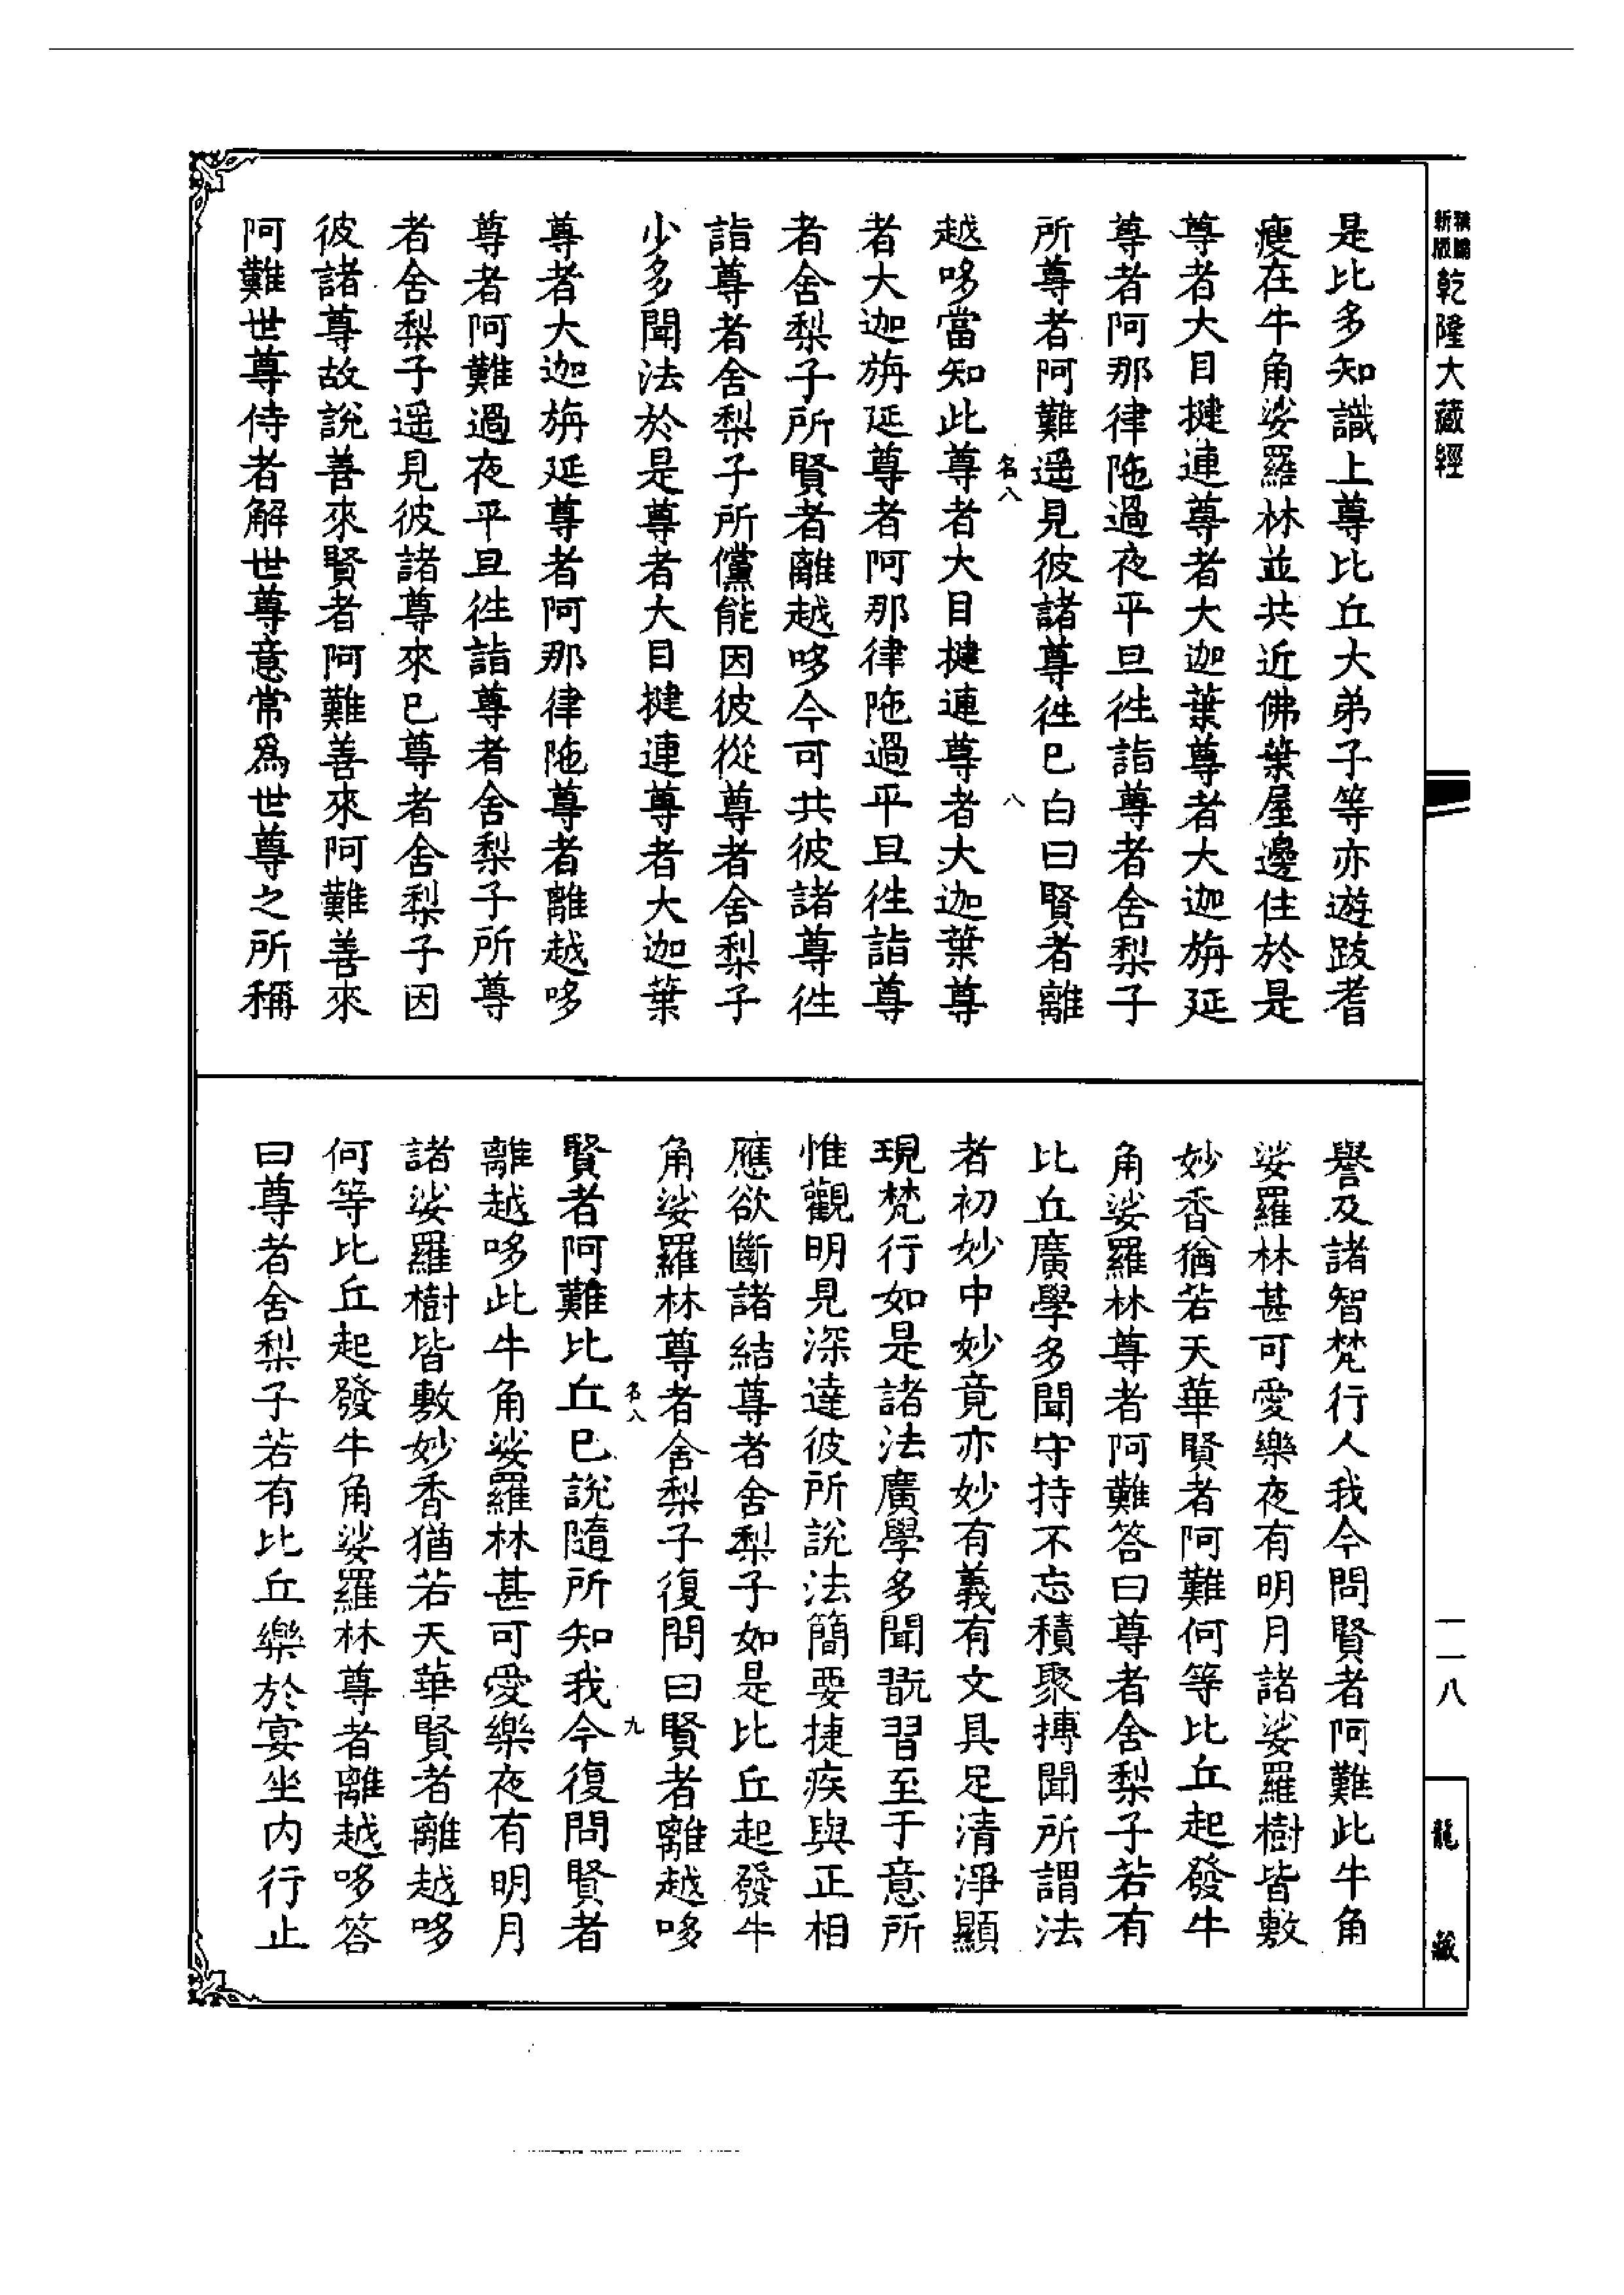 新版
乾隆大藏經
一一八
龍藏
是比多知識上尊比丘大弟子等亦遊跋耆
瘦在牛角娑羅林並共近佛葉屋邊住於是
尊者大目揵連尊者大迦葉尊者大迦旃延
尊者阿那律陁過夜平旦徃詣尊者舍梨子
所尊者阿難遥見彼諸尊徃已白曰賢者離
名八
八
越哆當知此尊者大目揵連尊者大迦葉尊
者大迦旃延尊者阿那律陁過平旦徃詣尊
者舍梨子所賢者離越哆今可共彼諸尊徃
詣尊者舍梨子所儻能因彼從尊者舍梨子
少多聞法於是尊者大目揵連尊者大迦葉
尊者大迦旃延尊者阿那律陁尊者離越哆
尊者阿難過夜平旦徃詣尊者舍梨子所尊
者舍梨子遥見彼諸尊來已尊者舍梨子因
彼諸尊故說善來賢者阿難善來阿難善來
阿難世尊侍者解世尊意常爲世尊之所稱
譽及諸智梵行人我今問賢者阿難此牛角
娑羅林甚可愛樂夜有明月諸娑羅樹皆敷
妙香猶若天華賢者阿難何等比丘起發牛
角娑羅林尊者阿難答曰尊者舍梨子若有
比丘廣學多聞守持不忘積聚摶聞所謂法
者初妙中妙竟亦妙有義有文具足清淨顯
現梵行如是諸法廣學多聞翫習至于意所
惟觀明見深達彼所說法簡要捷疾與正相
應欲斷諸結尊者舍梨子如是比丘起發牛
角娑羅林尊者舍梨子復問曰賢者離越哆
名八
九
賢者阿難比丘已說隨所知我今復問賢者
離越哆此牛角娑羅林甚可愛樂夜有明月
諸娑羅樹皆敷妙香猶若天華賢者離越哆
何等比丘起發牛角娑羅林尊者離越哆答
曰尊者舍梨子若有比丘樂於宴坐内行止